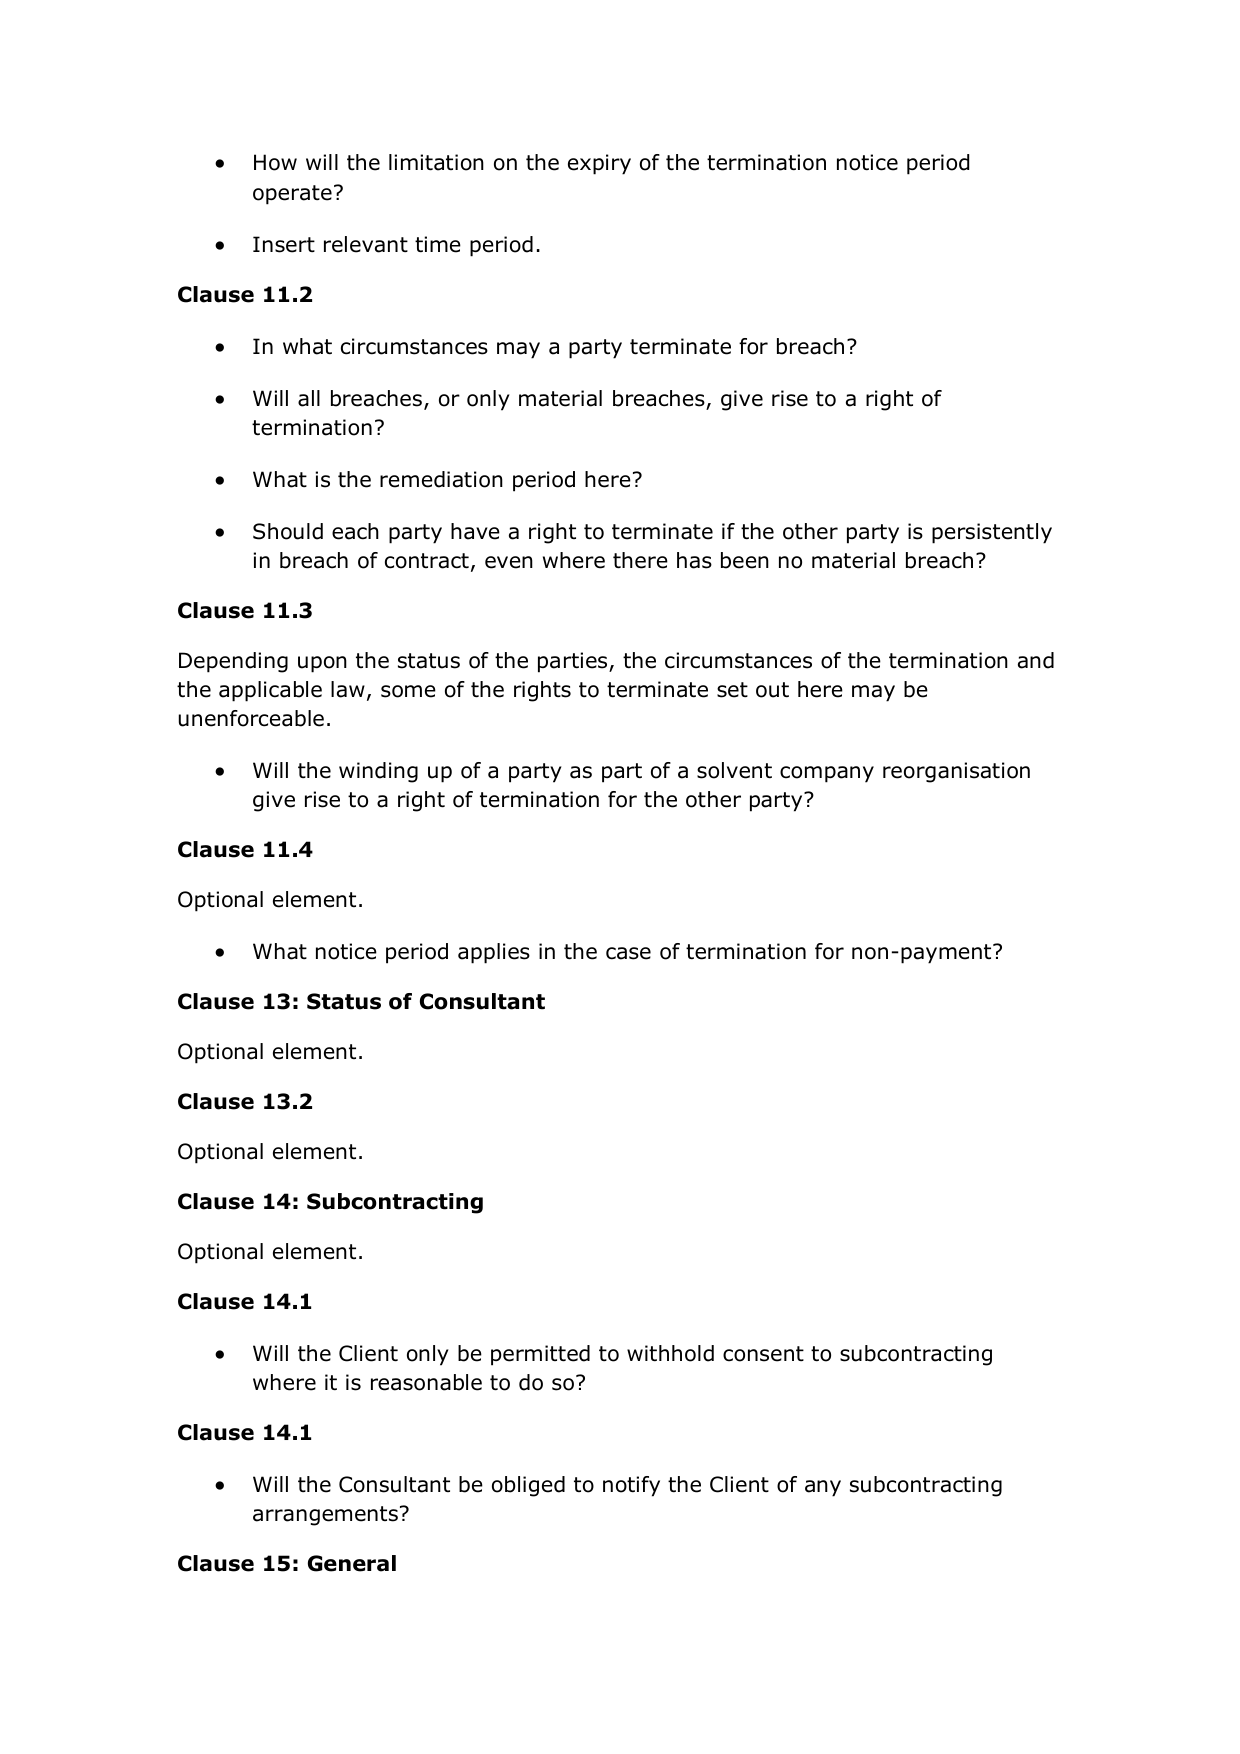 • How will the limitation on the expiry of the termination notice period
operate?
• Insert relevant time period.
Clause 11.2
• In what circumstances may a party terminate for breach?
• Will all breaches, or only material breaches, give rise to a right of
termination?
• What is the remediation period here?
• Should each party have a right to terminate if the other party is persistently
in breach of contract, even where there has been no material breach?
Clause 11.3
Depending upon the status of the parties, the circumstances of the termination and
the applicable law, some of the rights to terminate set out here may be
unenforceable.
• Will the winding up of a party as part of a solvent company reorganisation
give rise to a right of termination for the other party?
Clause 11.4
Optional element.
• What notice period applies in the case of termination for non-payment?
Clause 13: Status of Consultant
Optional element.
Clause 13.2
Optional element.
Clause 14: Subcontracting
Optional element.
Clause 14.1
• Will the Client only be permitted to withhold consent to subcontracting
where it is reasonable to do so?
Clause 14.1
• Will the Consultant be obliged to notify the Client of any subcontracting
arrangements?
Clause 15: General